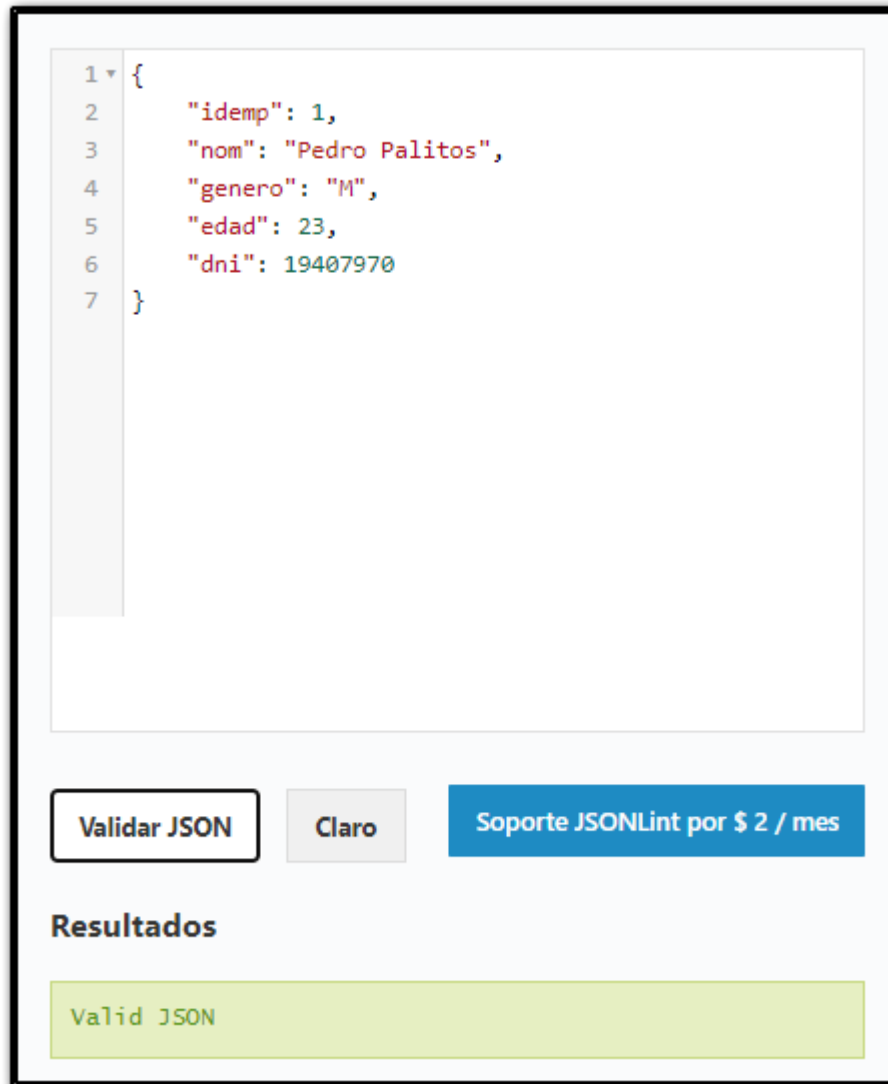 1 {
2     "idemp": 1,
3     "nom": "Pedro Palitos",
4     "genero": "M",
5     "edad": 23,
6     "dni": 19407970
7 }
Validar JSON Claro Soporte JSONLint por $ 2 / mes
Resultados
Valid JSON